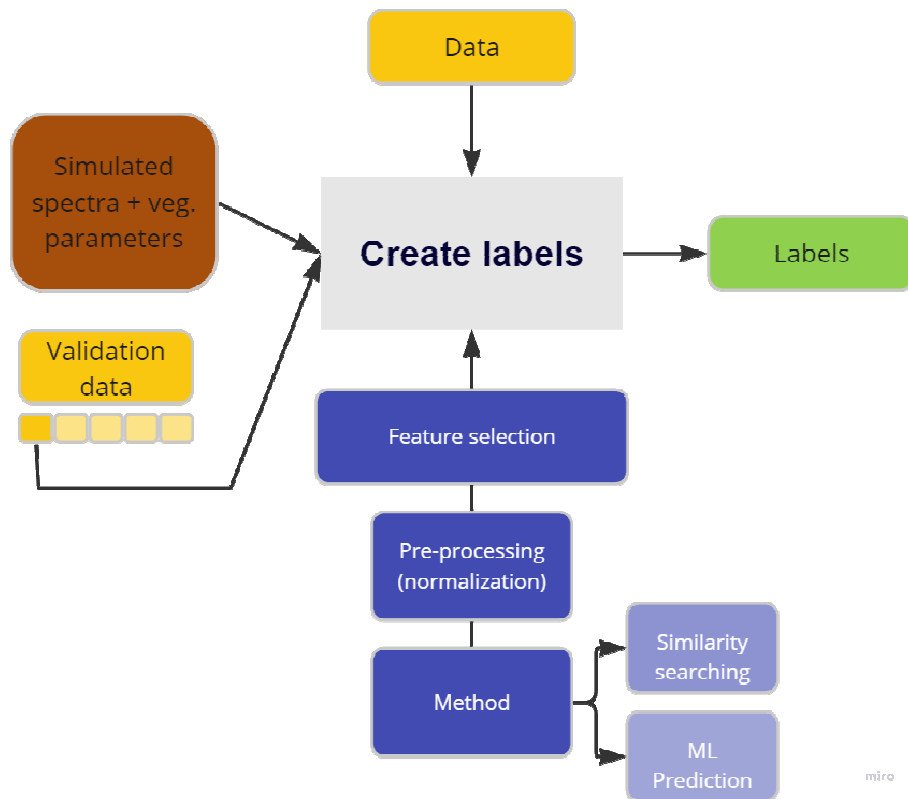 Data
Simulated
spectra + veg.
parameters
Create labels
Labels
Validation
data
Feature selection
Pre-processing
(normalization)
Method
Similarity
searching
ML
Prediction
miro